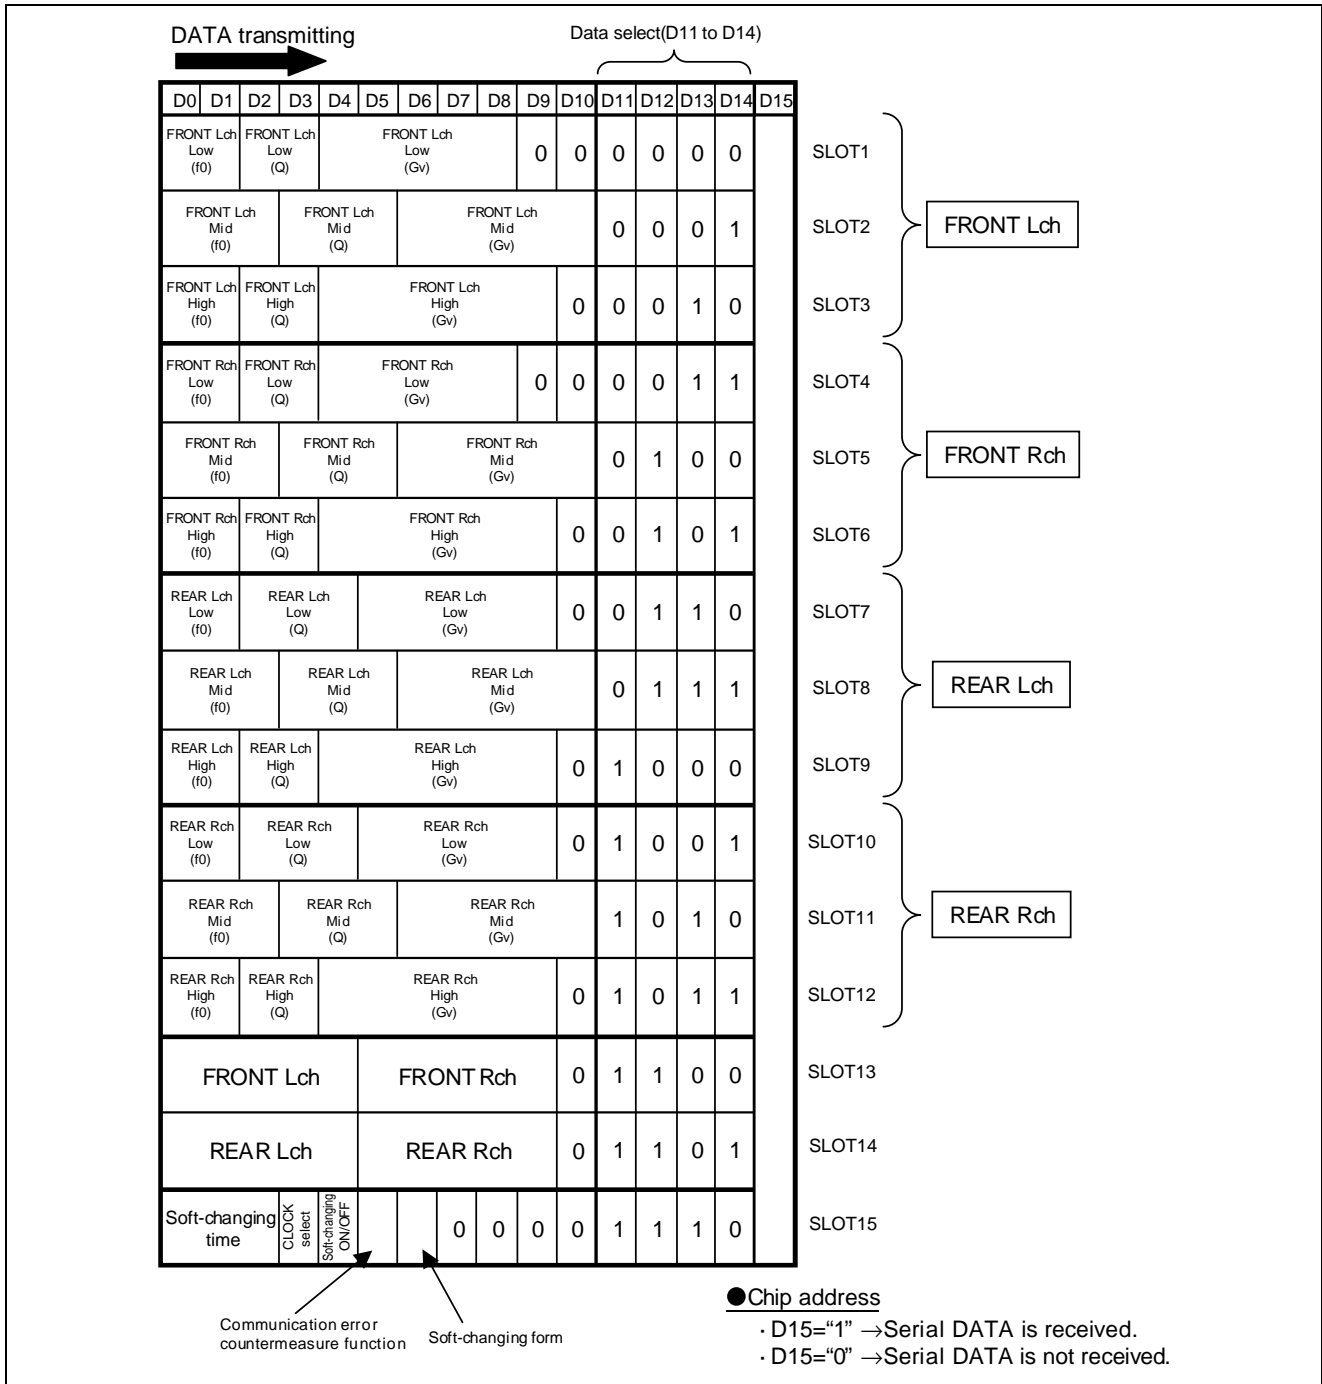 DATA transmitting
Data select(D11 to D14)
D0 D1 D2 D3 D4 D5 D6 D7 D8 D9 D10 D11 D12 D13 D14 D15
FRONT Lch Low (f0) FRONT Lch Low (Q) FRONT Lch Low (Gv) 0 0 0 0 0 0 SLOT1
FRONT Lch Mid (f0) FRONT Lch Mid (Q) FRONT Lch Mid (Gv) 0 0 0 1 SLOT2
FRONT Lch
FRONT Lch High (f0) FRONT Lch High (Q) FRONT Lch High (Gv) 0 0 0 1 0 SLOT3
FRONT Rch Low (f0) FRONT Rch Low (Q) FRONT Rch Low (Gv) 0 0 0 0 1 1 SLOT4
FRONT Rch Mid (f0) FRONT Rch Mid (Q) FRONT Rch Mid (Gv) 0 1 0 0 SLOT5
FRONT Rch
FRONT Rch High (f0) FRONT Rch High (Q) FRONT Rch High (Gv) 0 0 1 0 1 SLOT6
REAR Lch Low (f0) REAR Lch Low (Q) REAR Lch Low (Gv) 0 0 1 1 0 SLOT7
REAR Lch Mid (f0) REAR Lch Mid (Q) REAR Lch Mid (Gv) 0 1 1 1 SLOT8
REAR Lch
REAR Lch High (f0) REAR Lch High (Q) REAR Lch High (Gv) 0 1 0 0 0 SLOT9
REAR Rch Low (f0) REAR Rch Low (Q) REAR Rch Low (Gv) 0 1 0 0 1 SLOT10
REAR Rch Mid (f0) REAR Rch Mid (Q) REAR Rch Mid (Gv) 1 0 1 0 SLOT11
REAR Rch
REAR Rch High (f0) REAR Rch High (Q) REAR Rch High (Gv) 0 1 0 1 1 SLOT12
FRONT Lch FRONT Rch 0 1 1 0 0 SLOT13
REAR Lch REAR Rch 0 1 1 0 1 SLOT14
Soft-changing time CLOCK select Soft-changing ON/OFF 0 0 0 0 1 1 1 0 SLOT15
Communication error
countermeasure function
Soft-changing form
●Chip address
・D15=“1” →Serial DATA is received.
・D15=“0” →Serial DATA is not received.